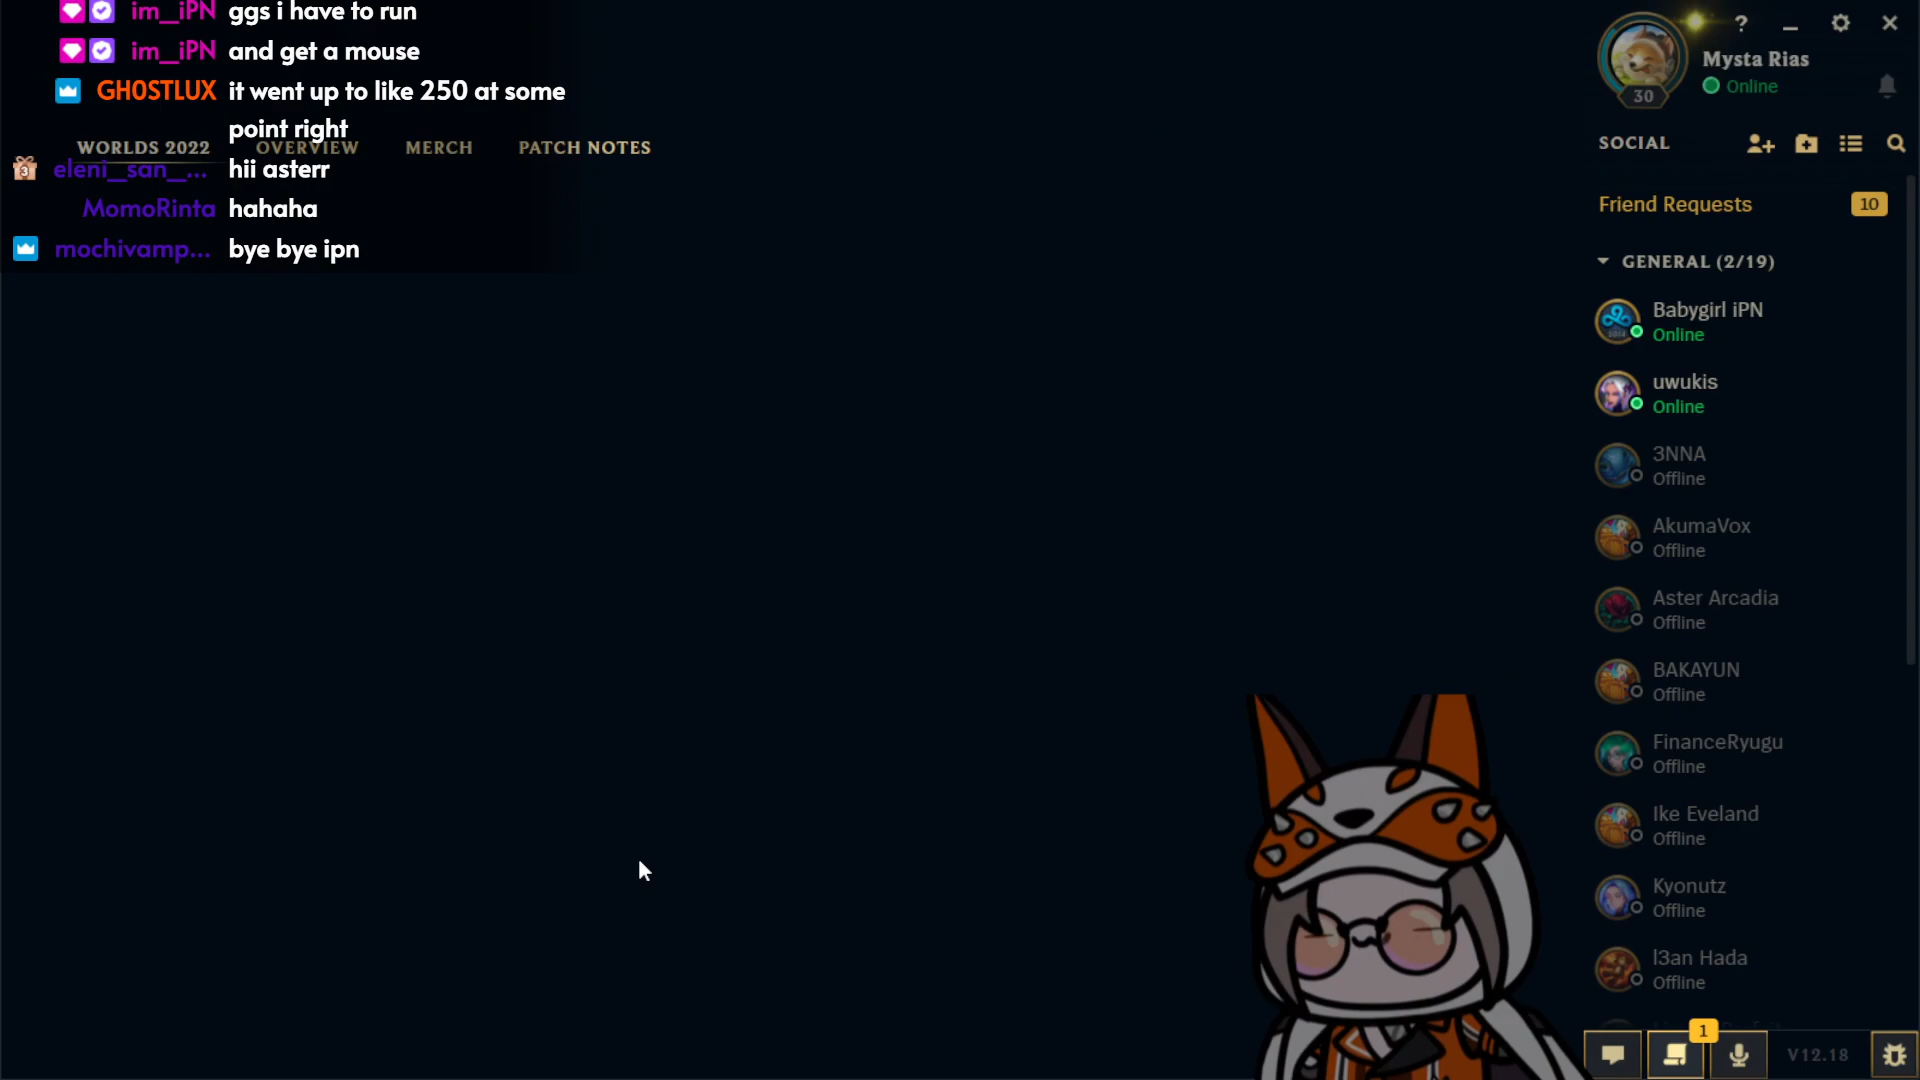 im_iPN ggs i have to run
im_iPN and get a mouse
GH0STLUX it went up to like 250 at some
point right
WORLDS 2022 OVERVIEW MERCH PATCH NOTES
3 eleni_san_... hii asterr
MomoRinta hahaha
mochivamp... bye bye ipn
?
Mysta Rias
Online
30
SOCIAL
Friend Requests 10
GENERAL (2/19)
Babygirl iPN
Online
uwukis
Online
3NNA
Offline
AkumaVox
Offline
Aster Arcadia
Offline
BAKAYUN
Offline
FinanceRyugu
Offline
Ike Eveland
Offline
Kyonutz
Offline
l3an Hada
Offline
1
V12.18